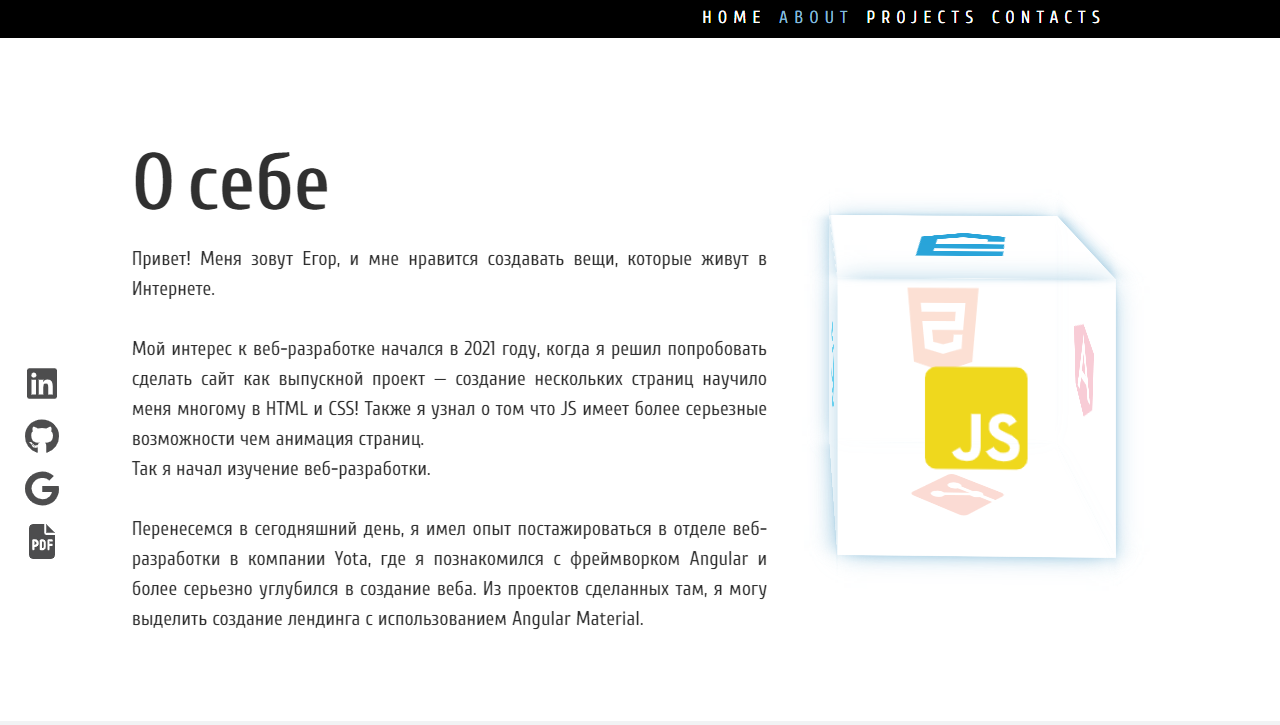 HOME ABOUT PROJECTS CONTACTS
О себе
Привет! Меня зовут Егор, и мне нравится создавать вещи, которые живут в
Интернете.
Мой интерес к веб-разработке начался в 2021 году, когда я решил попробовать
сделать сайт как выпускной проект — создание нескольких страниц научило
меня многому в HTML и CSS! Также я узнал о том что JS имеет более серьезные
возможности чем анимация страниц.
Так я начал изучение веб-разработки.
Перенесемся в сегодняшний день, я имел опыт постажироваться в отделе веб-
разработки в компании Yota, где я познакомился с фреймворком Angular и
более серьезно углубился в создание веба. Из проектов сделанных там, я могу
выделить создание лендинга с использованием Angular Material.
JS
in
PDF